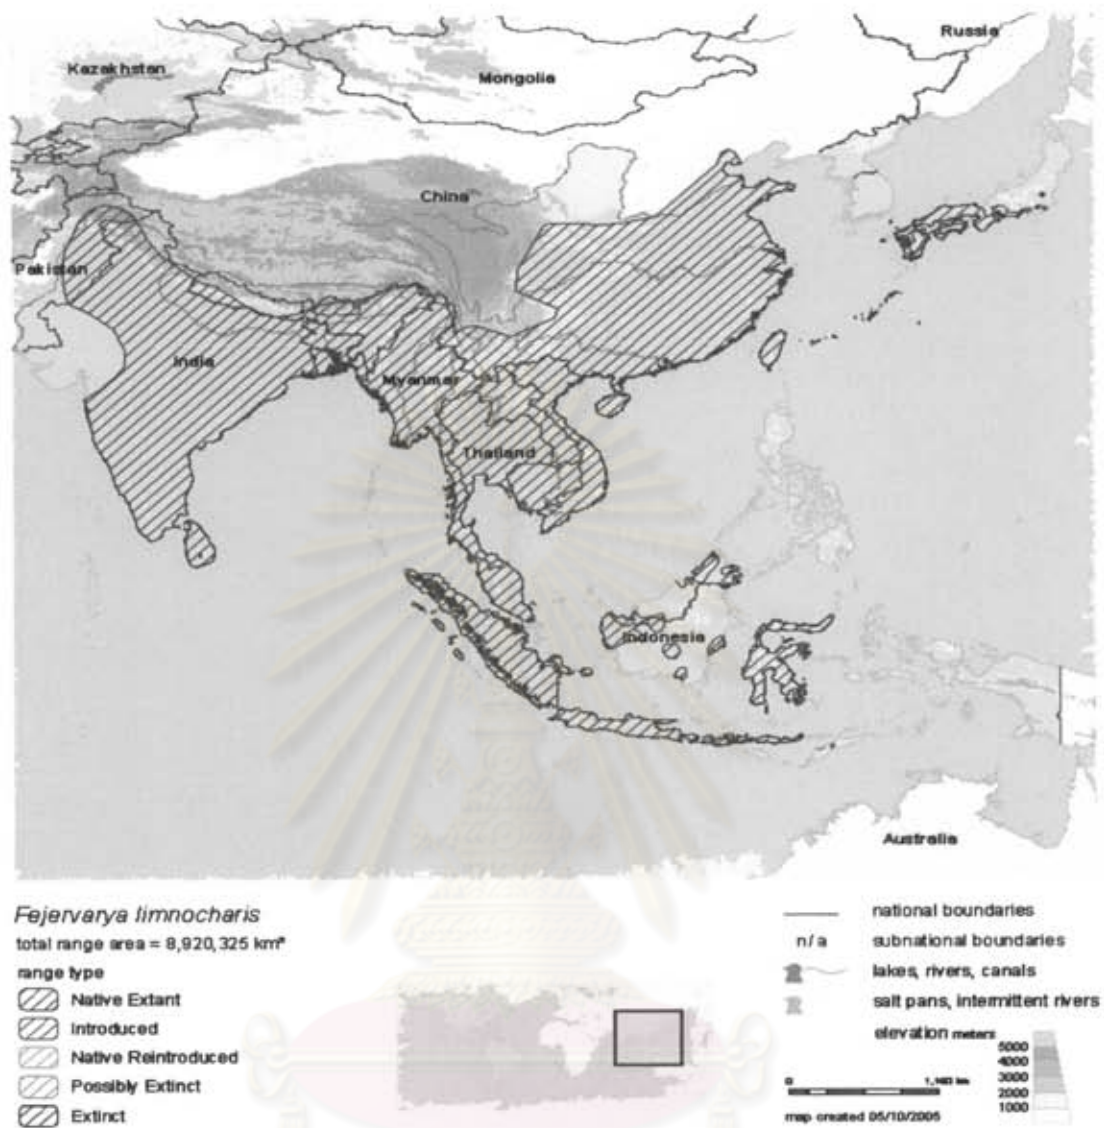 Russia
Kazakhstan
Mongolia
China
Pakistan
India
Myanmar
Thailand
Indonesia
Australia
Fejervarya limnocharis
total range area = 8,920,325 km²
range type
Native Extant
Introduced
Native Reintroduced
Possibly Extinct
Extinct
national boundaries
n/a subnational boundaries
lakes, rivers, canals
salt pans, intermittent rivers
elevation meters
5000
4000
3000
2000
1000
0
map created 05/10/2005